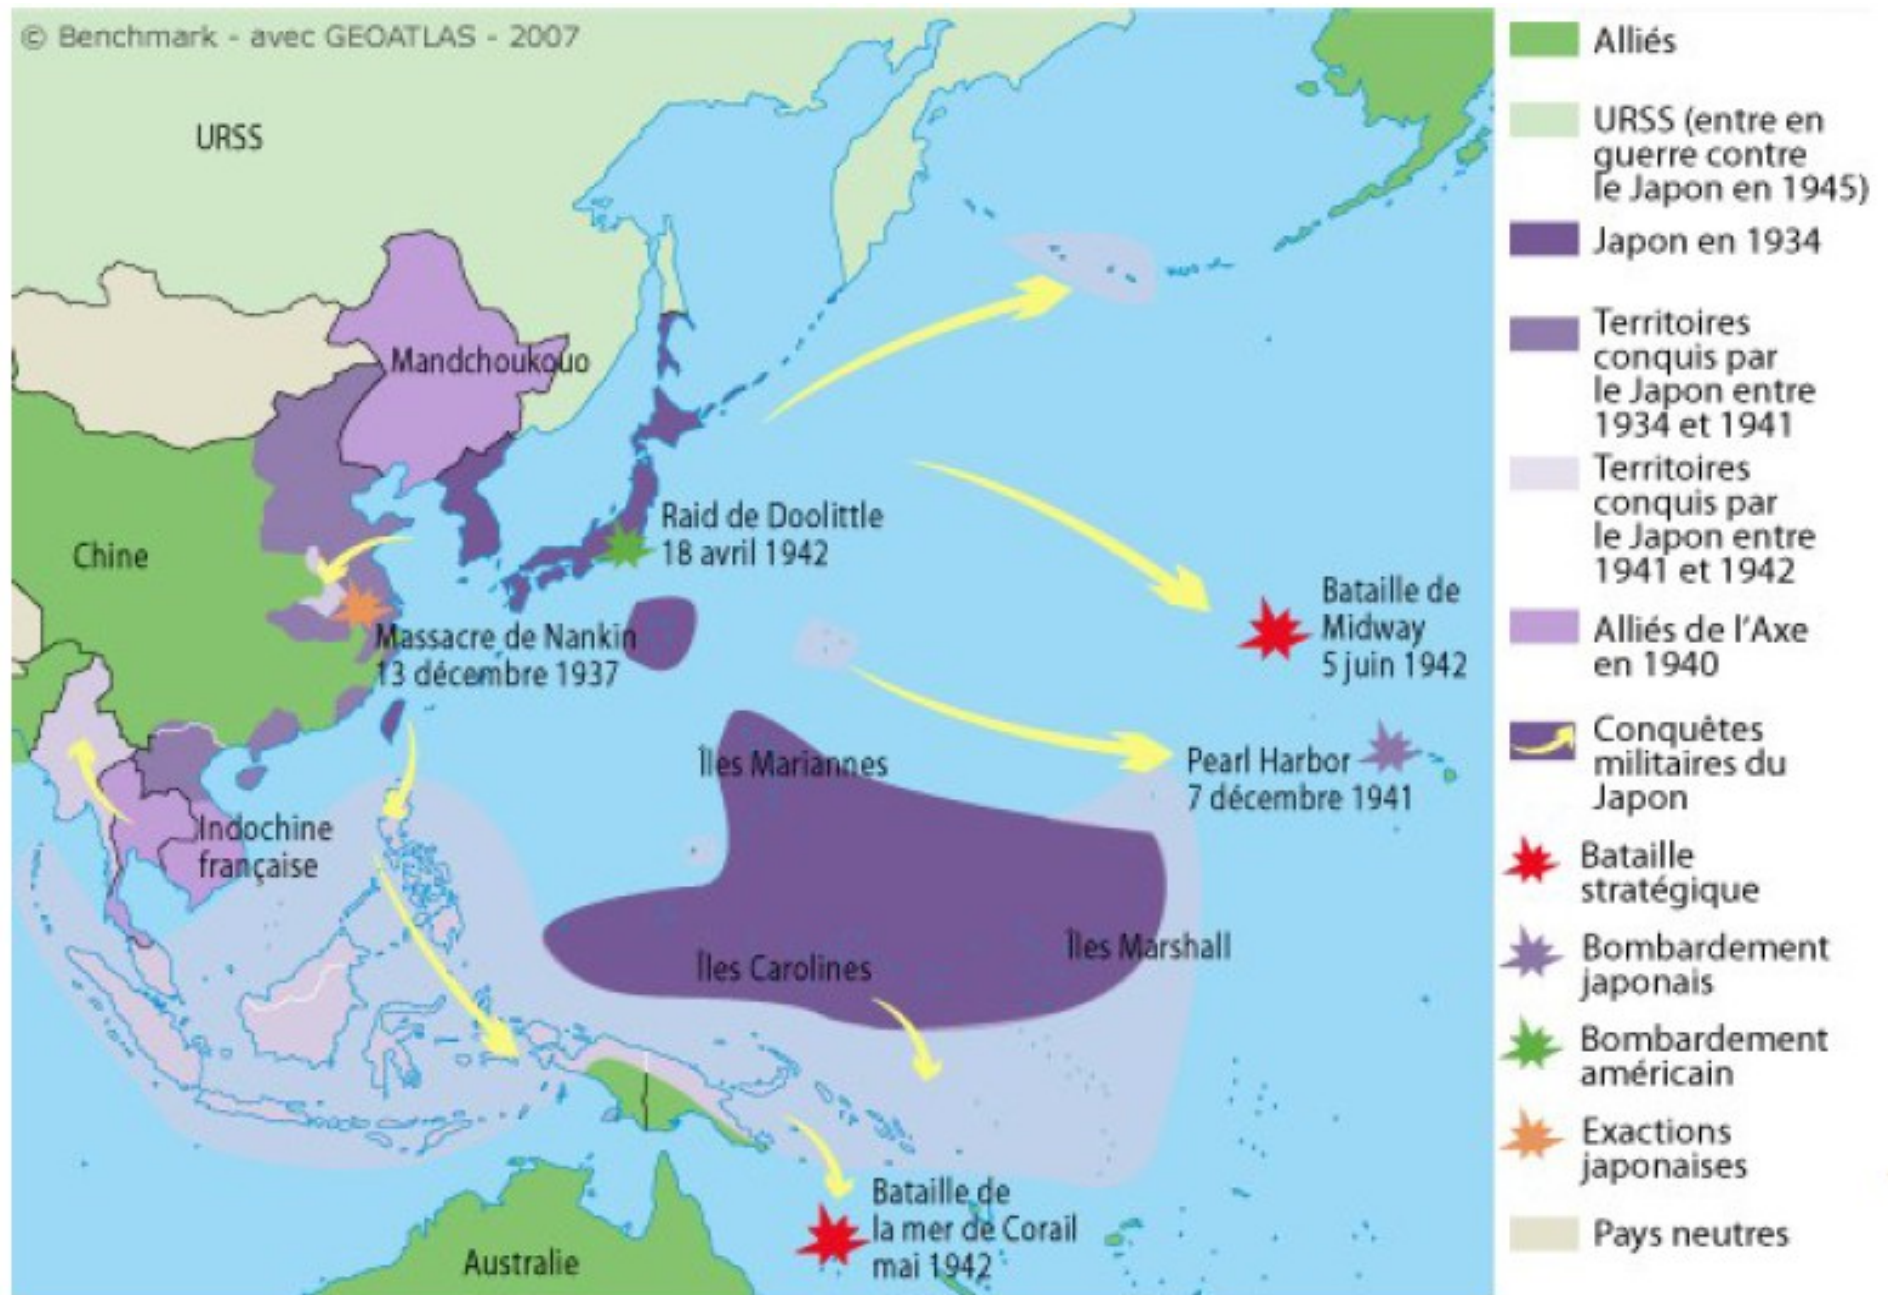 © Benchmark - avec GEOATLAS - 2007
URSS
Mandchoukouo
Chine
Raid de Doolittle
18 avril 1942
Massacre de Nankin
13 décembre 1937
Bataille de
Midway
5 juin 1942
Îles Mariannes
Pearl Harbor
7 décembre 1941
Indochine
française
Îles Carolines
Îles Marshall
Bataille de
la mer de Corail
mai 1942
Australie
Alliés
URSS (entre en
guerre contre
le Japon en 1945)
Japon en 1934
Territoires
conquis par
le Japon entre
1934 et 1941
Territoires
conquis par
le Japon entre
1941 et 1942
Alliés de l'Axe
en 1940
Conquêtes
militaires du
Japon
Bataille
stratégique
Bombardement
japonais
Bombardement
américain
Exactions
japonaises
Pays neutres